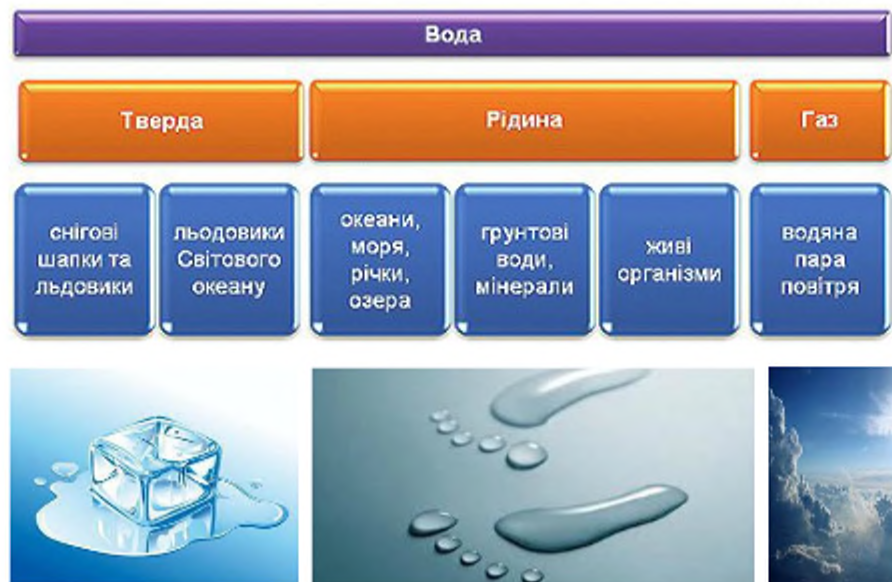 Вода
Тверда
Рідина
Газ
снігові
шапки та
льдовики
льодовики
Світового
океану
океани,
моря,
річки,
озера
грунтові
води,
мінерали
живі
організми
водяна
пара
повітря